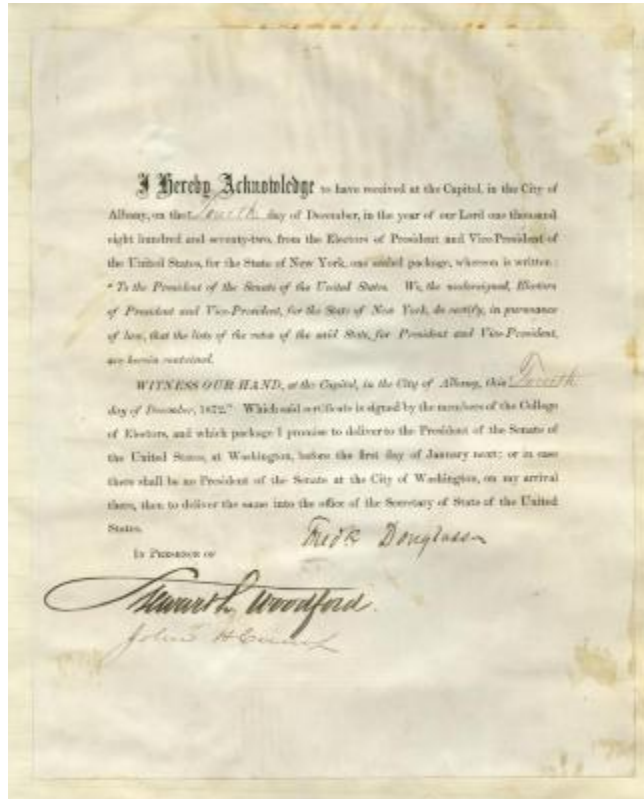 I Hereby Acknowledge to have received at the Capitol, in the City of
Albany, on the Fourth day of December, in the year of our Lord one thousand
eight hundred and seventy-two, from the Electors of President and Vice-President of
the United States, for the State of New York, one sealed package, whereon is written:
"To the President of the Senate of the United States. We, the undersigned, Electors
of President and Vice-President, for the State of New York, do certify, in pursuance
of law, that the lists of the votes of the said State, for President and Vice-President,
are herein contained.
WITNESS OUR HAND, at the Capitol, in the City of Albany, this Fourth
day of December, 1872." Which said certificate is signed by the members of the College
of Electors, and which package I promise to deliver to the President of the Senate of
the United States, at Washington, before the first day of January next; or in case
there shall be no President of the Senate at the City of Washington, on my arrival
there, then to deliver the same into the office of the Secretary of State of the United
States.
Fredk Douglass
In Presence of
Stewart L. Woodford.
John H